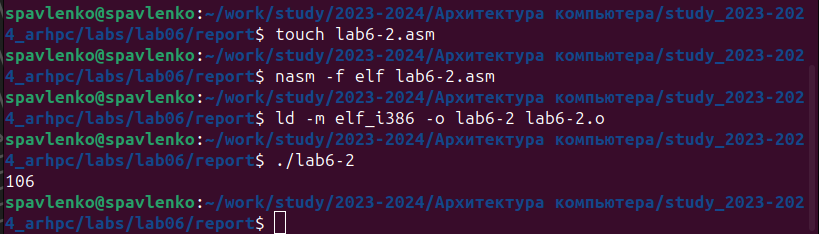 spavlenko@spavlenko:~/work/study/2023-2024/Архитектура компьютера/study_2023-202
4_arhpc/labs/lab06/report$ touch lab6-2.asm
spavlenko@spavlenko:~/work/study/2023-2024/Архитектура компьютера/study_2023-202
4_arhpc/labs/lab06/report$ nasm -f elf lab6-2.asm
spavlenko@spavlenko:~/work/study/2023-2024/Архитектура компьютера/study_2023-202
4_arhpc/labs/lab06/report$ ld -m elf_i386 -o lab6-2 lab6-2.o
spavlenko@spavlenko:~/work/study/2023-2024/Архитектура компьютера/study_2023-202
4_arhpc/labs/lab06/report$ ./lab6-2
106
spavlenko@spavlenko:~/work/study/2023-2024/Архитектура компьютера/study_2023-202
4_arhpc/labs/lab06/report$